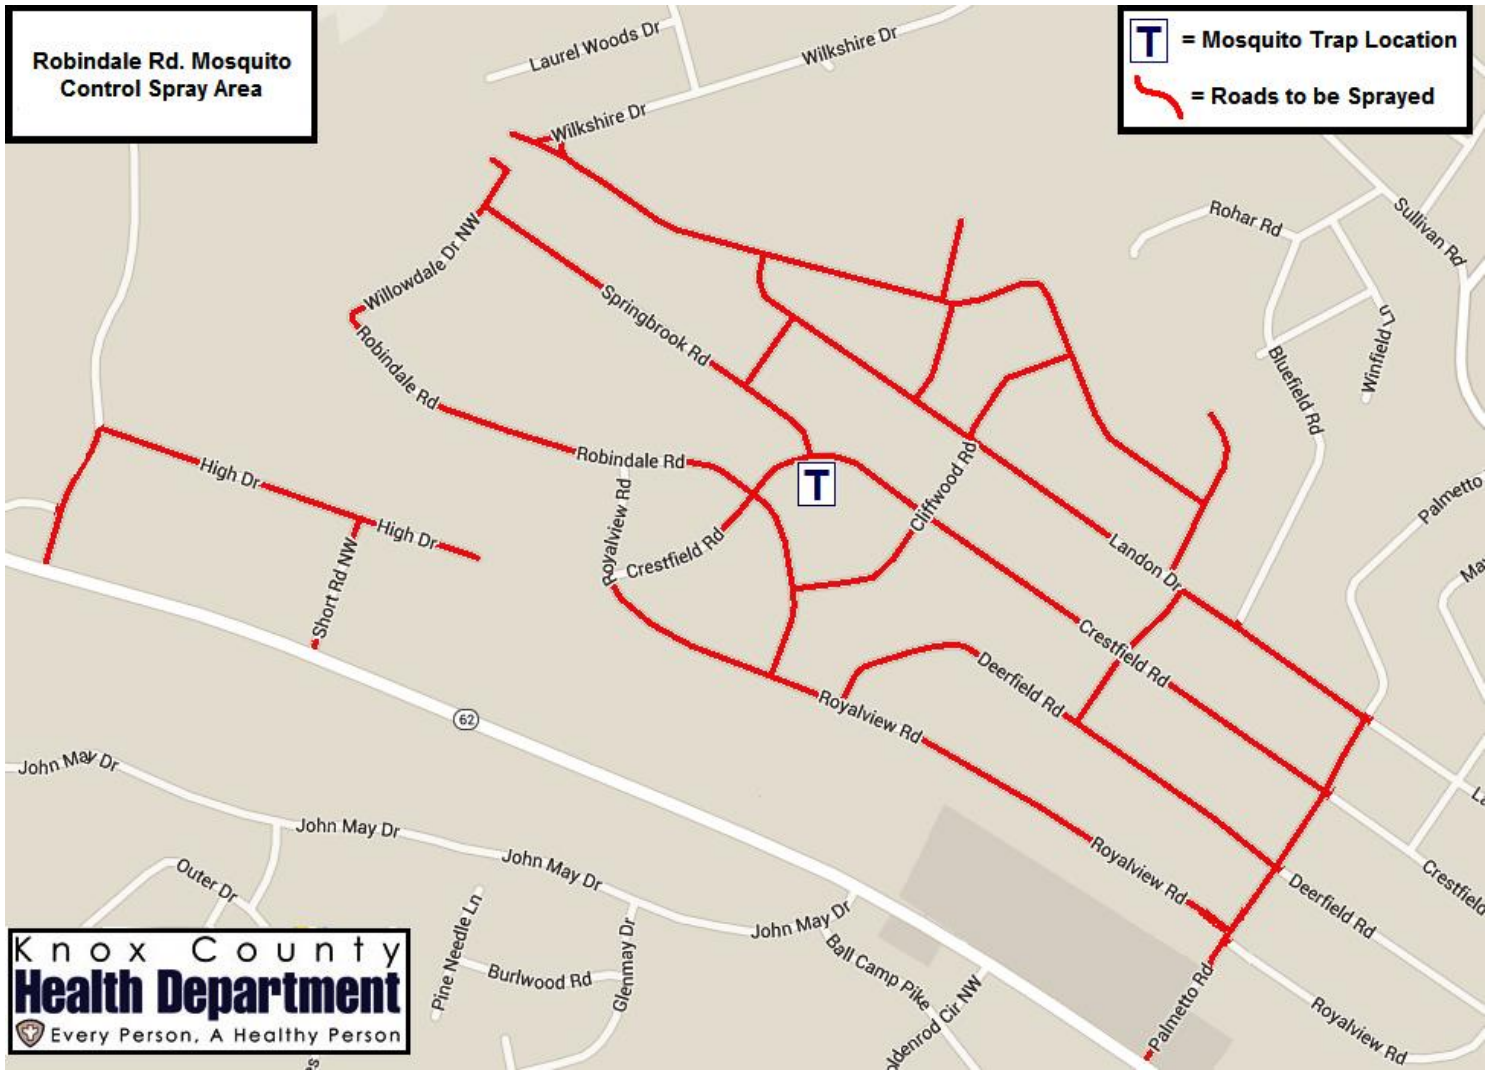 Robindale Rd. Mosquito
Control Spray Area
T = Mosquito Trap Location
= Roads to be Sprayed
Laurel Woods Dr
Wilkshire Dr
Wilkshire Dr
Rohar Rd
Sullivan Rd
Willowdale Dr NW
Springbrook Rd
Winfield Ln
Bluefield Rd
Robindale Rd
Robindale Rd
High Dr
High Dr
Short Rd NW
Royalview Rd
Crestfield Rd
T
Cliffwood Rd
Landon Dr
Palmetto
Crestfield Rd
Deerfield Rd
Royalview Rd
62
John May Dr
John May Dr
John May Dr
John May Dr
Outer Dr
Pine Needle Ln
Burlwood Rd
Glenmay Dr
Ball Camp Pike
ldenrod Cir NW
Royalview Rd
Crestfield
Deerfield Rd
Palmetto Rd
Royalview Rd
Knox County
Health Department
Every Person, A Healthy Person